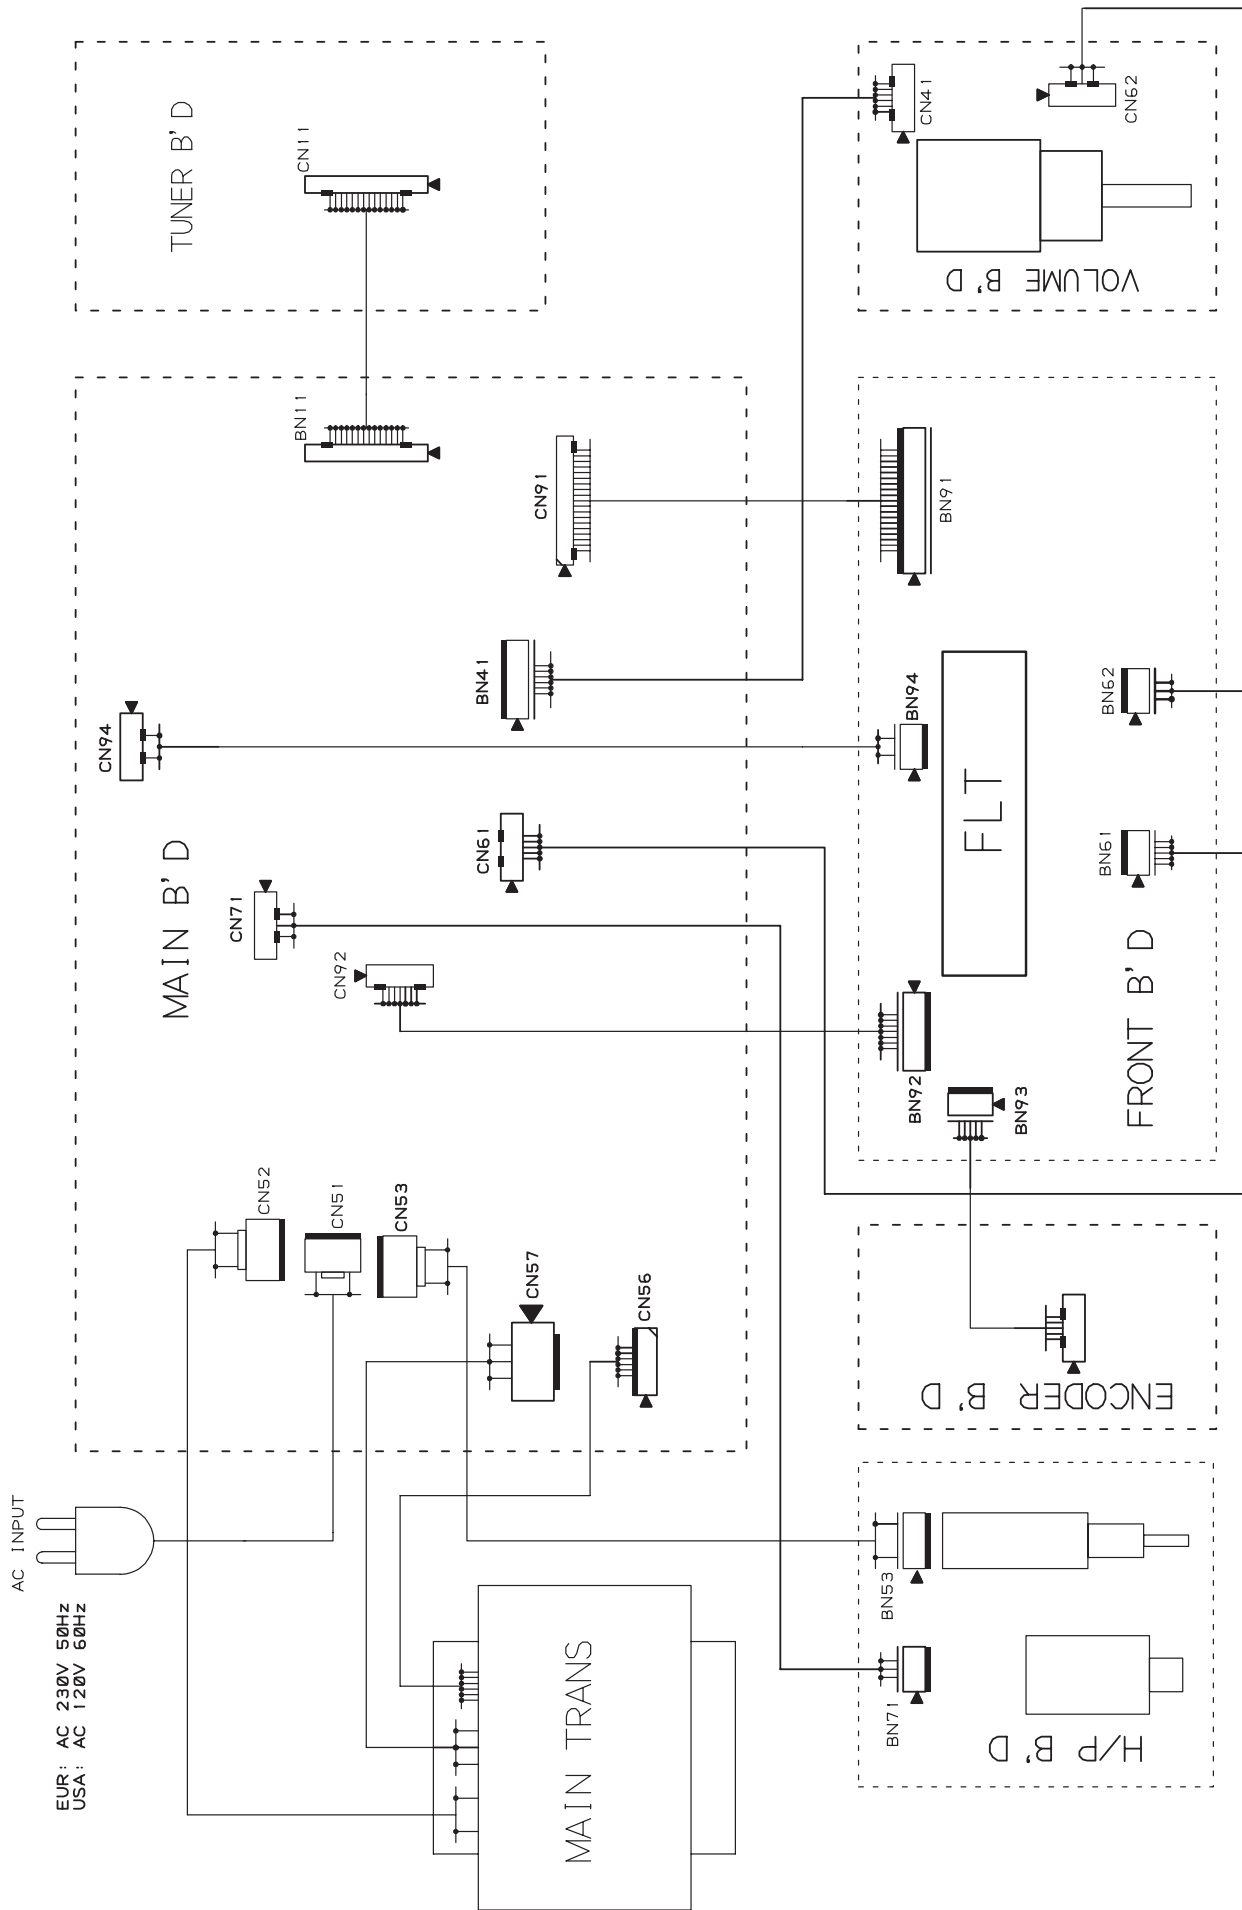 AC INPUT
EUR: AC 230V 50Hz
USA: AC 120V 60Hz
TUNER B'D
CN11
MAIN B'D
BN11
CN91
BN41
CN94
CN61
CN71
CN92
CN52
CN51
CN53
CN57
CN56
MAIN TRANS
VOLUME B'D
CN41
CN62
FRONT B'D
FLT
BN91
BN94
BN62
BN61
BN92
BN93
ENCODER B'D
H/P B'D
BN53
BN71